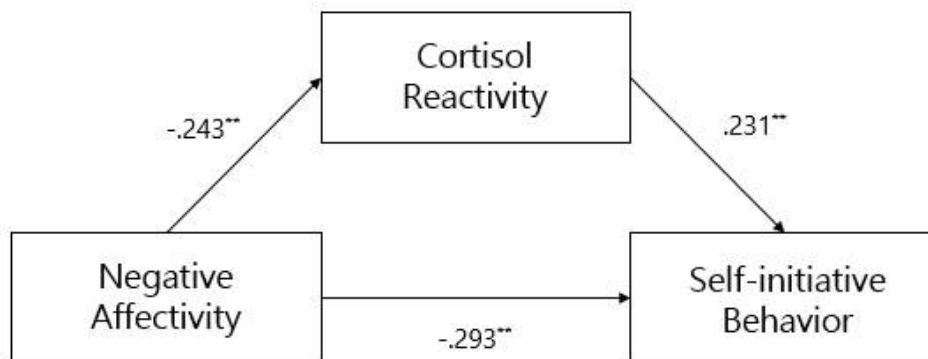 Cortisol
Reactivity
-.243**
.231**
Negative
Affectivity
Self-initiative
Behavior
-.293**